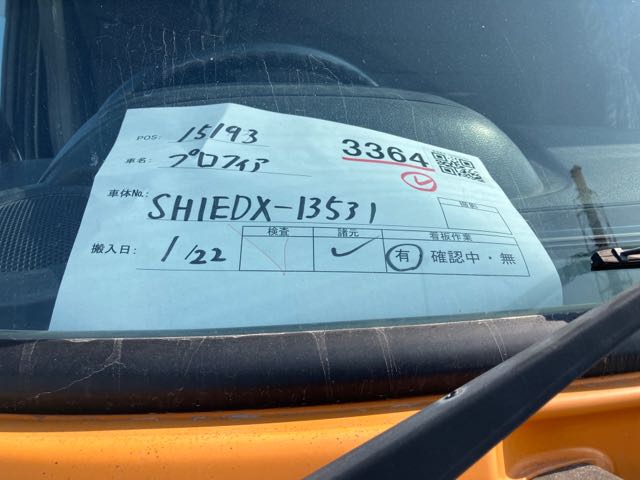 POS: 15193
3364
車名: プロフィア
車体No.: SH1EDX-13531
撮影
搬入日: 1/22
検査 諸元 看板作業
有 確認中・無